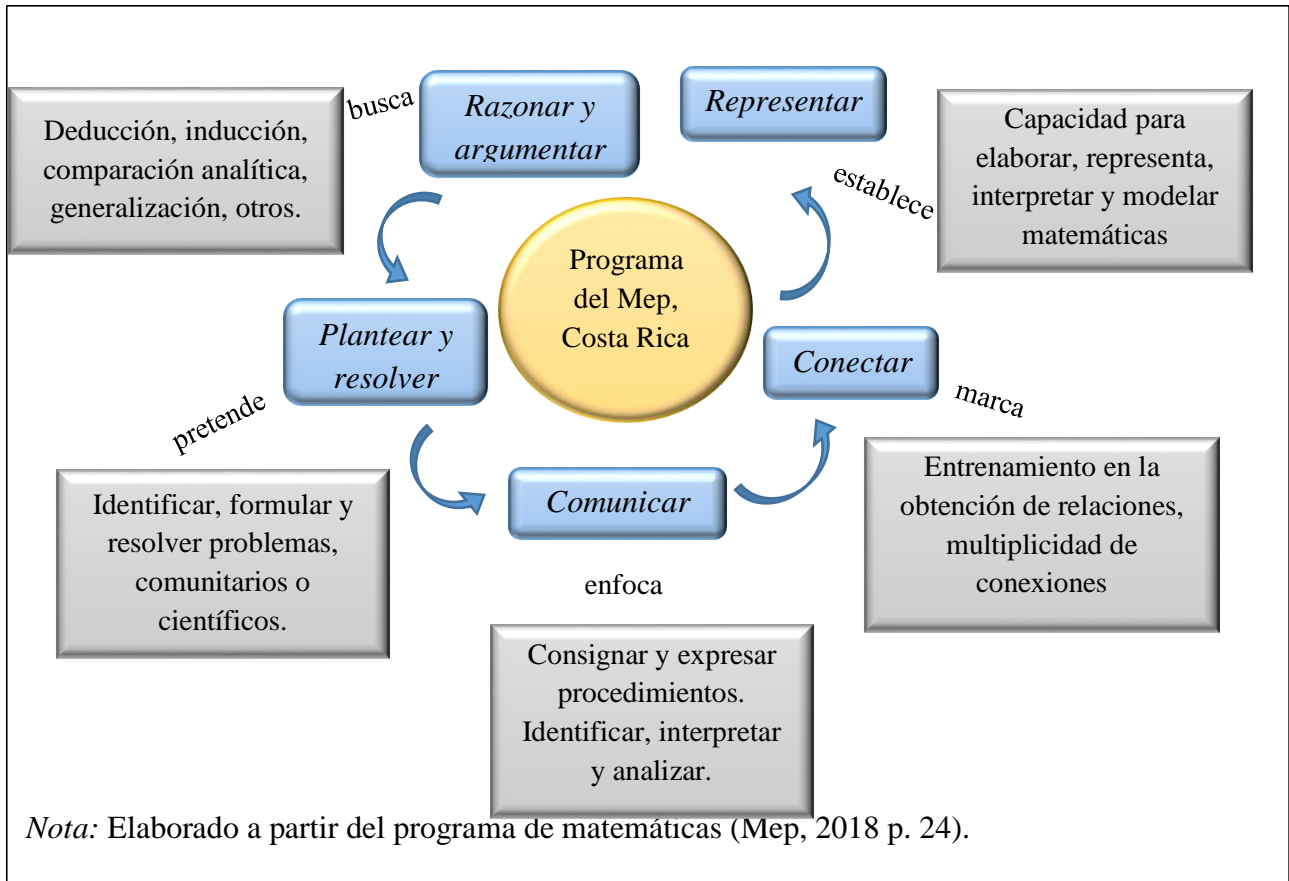 busca
Razonar y
argumentar
Deducción, inducción,
comparación analítica,
generalización, otros.
Representar
establece
Capacidad para
elaborar, representa,
interpretar y modelar
matemáticas
Programa
del Mep,
Costa Rica
Plantear y
resolver
pretende
Identificar, formular y
resolver problemas,
comunitarios o
científicos.
Conectar
marca
Entrenamiento en la
obtención de relaciones,
multiplicidad de
conexiones
Comunicar
enfoca
Consignar y expresar
procedimientos.
Identificar, interpretar
y analizar.
Nota: Elaborado a partir del programa de matemáticas (Mep, 2018 p. 24).